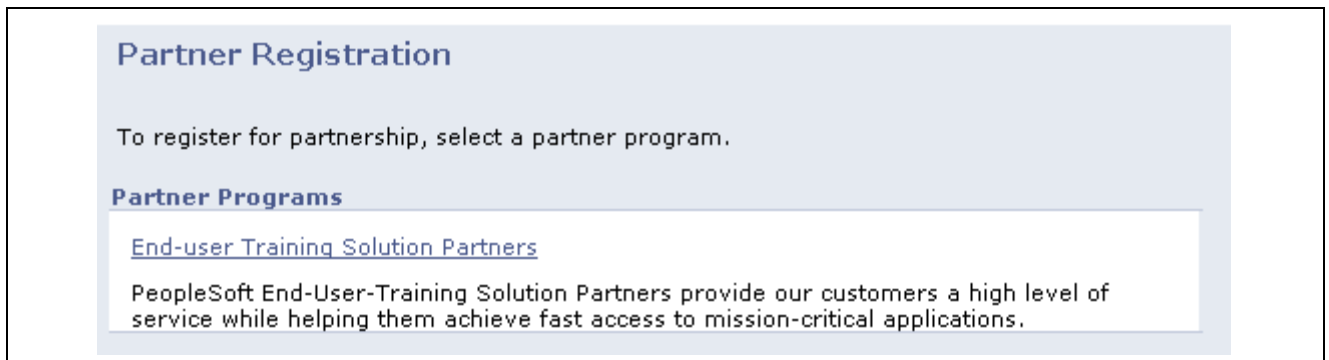 Partner Registration
To register for partnership, select a partner program.
Partner Programs
End-user Training Solution Partners
PeopleSoft End-User-Training Solution Partners provide our customers a high level of
service while helping them achieve fast access to mission-critical applications.